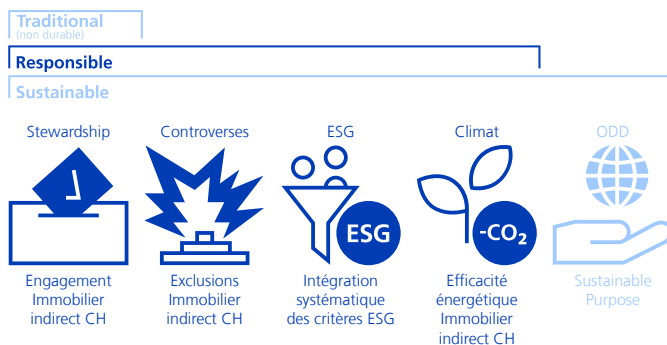 Traditional
(non durable)
Responsible
Sustainable
Stewardship
Controverses
ESG
Climat
ODD
ESG
-CO₂
Engagement
Immobilier
indirect CH
Exclusions
Immobilier
indirect CH
Intégration
systématique
des critères ESG
Efficacité
énergétique
Immobilier
indirect CH
Sustainable
Purpose